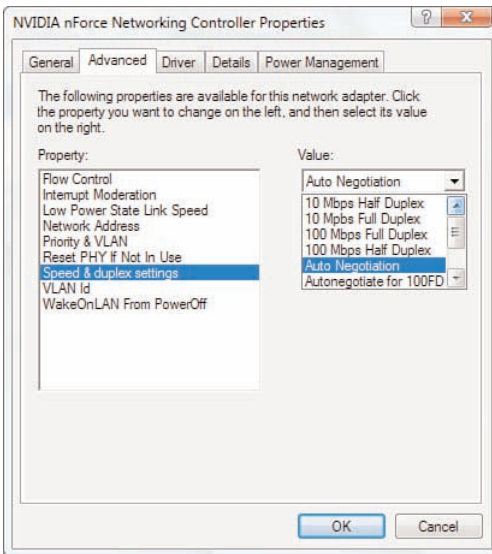 NVIDIA nForce Networking Controller Properties
General Advanced Driver Details Power Management
The following properties are available for this network adapter. Click
the property you want to change on the left, and then select its value
on the right.
Property:
Flow Control
Interrupt Moderation
Low Power State Link Speed
Network Address
Priority & VLAN
Reset PHY If Not In Use
Speed & duplex settings
VLAN Id
WakeOnLAN From PowerOff
Value:
Auto Negotiation
10 Mbps Half Duplex
10 Mpbs Full Duplex
100 Mbps Full Duplex
100 Mbps Half Duplex
Auto Negotiation
Autonegotiate for 100FD
OK Cancel